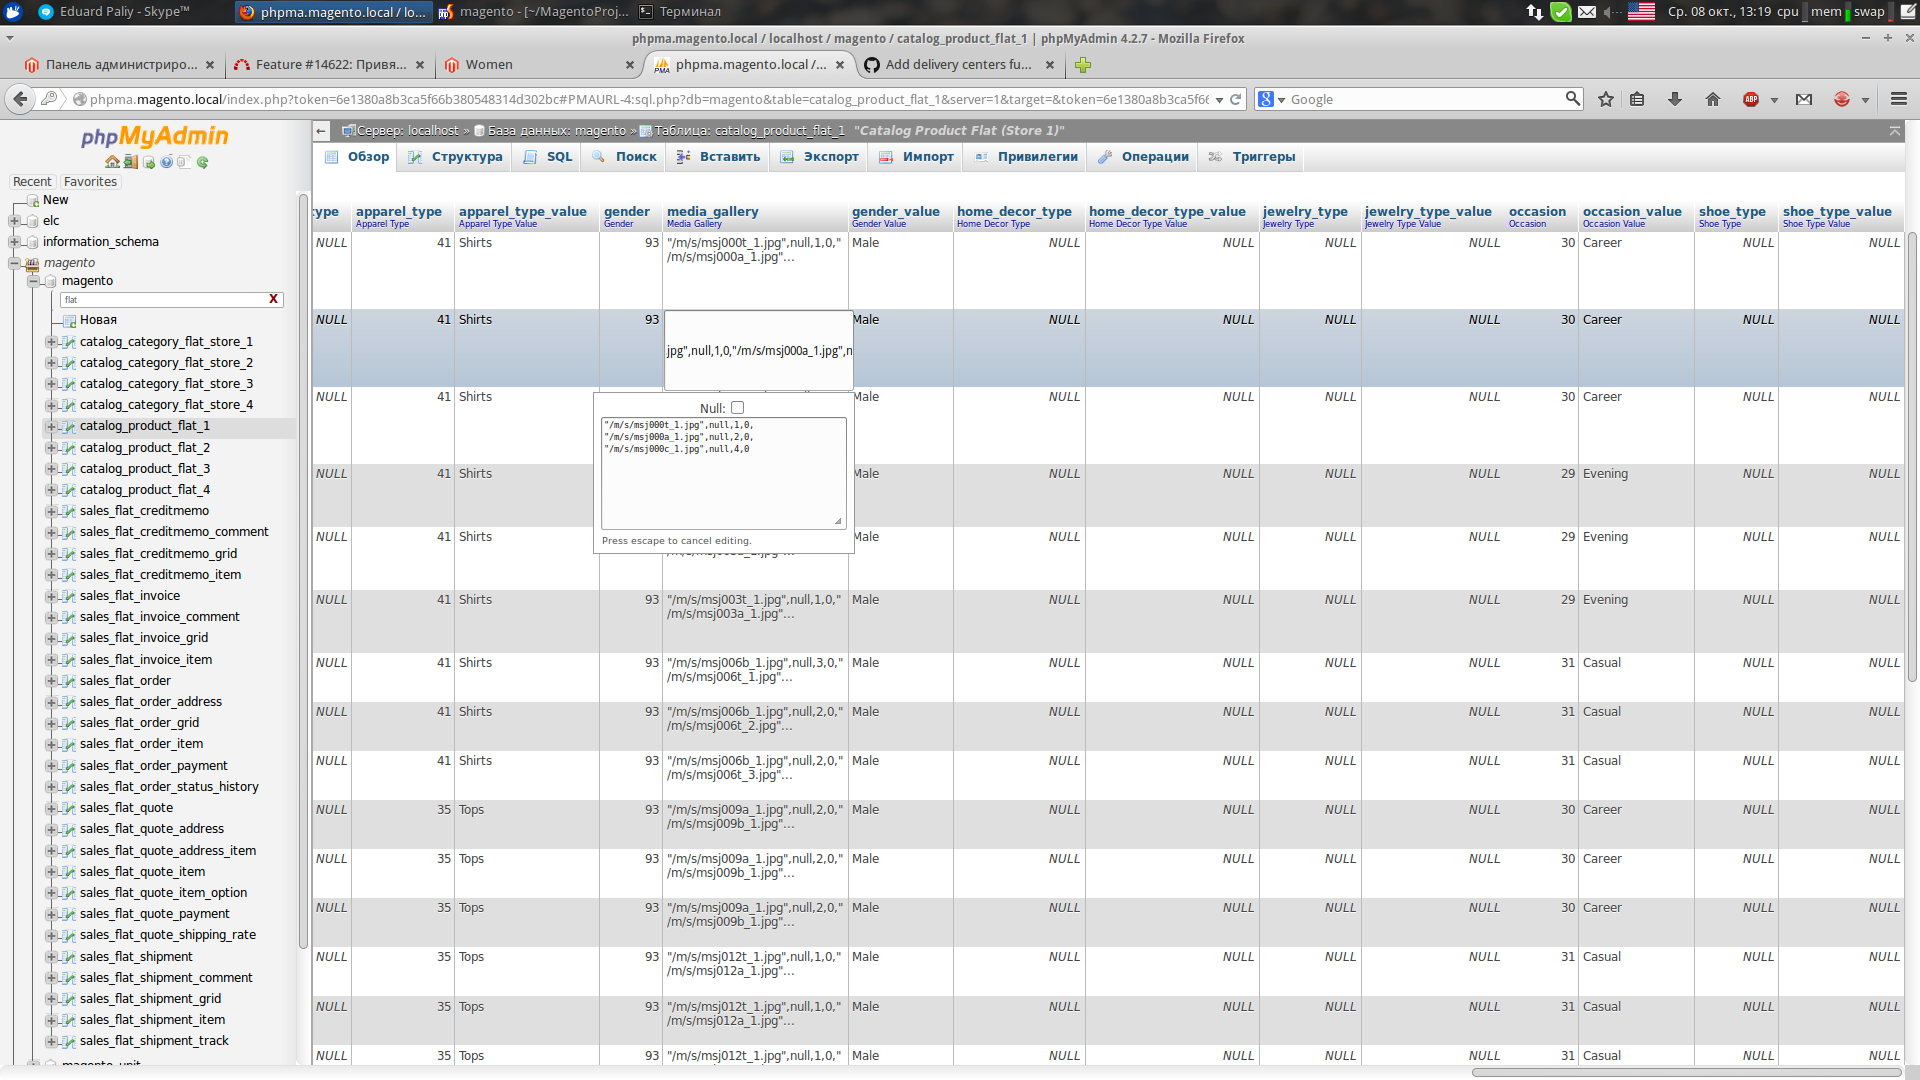 Eduard Paliy - Skype™
phpma.magento.local / lo...
magento - [~/MagentoProj...
Терминал
Ср. 08 окт., 13:19 cpu mem swap
phpma.magento.local / localhost / magento / catalog_product_flat_1 | phpMyAdmin 4.2.7 - Mozilla Firefox
Панель администриро...
Feature #14622: Привя...
Women
phpma.magento.local /...
Add delivery centers fu...
phpma.magento.local/index.php?token=6e1380a8b3ca5f66b380548314d302bc#PMAURL-4:sql.php?db=magento&table=catalog_product_flat_1&server=1&target=&token=6e1380a8b3ca5f66
Google
ABP
phpMyAdmin
Recent Favorites
New
elc
information_schema
magento
magento
flat X
Новая
catalog_category_flat_store_1
catalog_category_flat_store_2
catalog_category_flat_store_3
catalog_category_flat_store_4
catalog_product_flat_1
catalog_product_flat_2
catalog_product_flat_3
catalog_product_flat_4
sales_flat_creditmemo
sales_flat_creditmemo_comment
sales_flat_creditmemo_grid
sales_flat_creditmemo_item
sales_flat_invoice
sales_flat_invoice_comment
sales_flat_invoice_grid
sales_flat_invoice_item
sales_flat_order
sales_flat_order_address
sales_flat_order_grid
sales_flat_order_item
sales_flat_order_payment
sales_flat_order_status_history
sales_flat_quote
sales_flat_quote_address
sales_flat_quote_address_item
sales_flat_quote_item
sales_flat_quote_item_option
sales_flat_quote_payment
sales_flat_quote_shipping_rate
sales_flat_shipment
sales_flat_shipment_comment
sales_flat_shipment_grid
sales_flat_shipment_item
sales_flat_shipment_track
Сервер: localhost » База данных: magento » Таблица: catalog_product_flat_1 "Catalog Product Flat (Store 1)"
Обзор Структура SQL Поиск Вставить Экспорт Импорт Привилегии Операции Триггеры
type apparel_type apparel_type_value gender media_gallery gender_value home_decor_type home_decor_type_value jewelry_type jewelry_type_value occasion occasion_value shoe_type shoe_type_value
Apparel Type Apparel Type Value Gender Media Gallery Gender Value Home Decor Type Home Decor Type Value Jewelry Type Jewelry Type Value Occasion Occasion Value Shoe Type Shoe Type Value
NULL 41 Shirts 93 "/m/s/msj000t_1.jpg",null,1,0," Male NULL NULL NULL NULL 30 Career NULL NULL
/m/s/msj000a_1.jpg"...
NULL 41 Shirts 93 Male NULL NULL NULL NULL 30 Career NULL NULL
jpg",null,1,0,"/m/s/msj000a_1.jpg",n
NULL 41 Shirts Male NULL NULL NULL NULL 30 Career NULL NULL
Null:
"/m/s/msj000t_1.jpg",null,1,0,
"/m/s/msj000a_1.jpg",null,2,0,
"/m/s/msj000c_1.jpg",null,4,0
NULL 41 Shirts Male NULL NULL NULL NULL 29 Evening NULL NULL
NULL 41 Shirts Male NULL NULL NULL NULL 29 Evening NULL NULL
Press escape to cancel editing.
NULL 41 Shirts 93 "/m/s/msj003t_1.jpg",null,1,0," Male NULL NULL NULL NULL 29 Evening NULL NULL
/m/s/msj003a_1.jpg"...
NULL 41 Shirts 93 "/m/s/msj006b_1.jpg",null,3,0," Male NULL NULL NULL NULL 31 Casual NULL NULL
/m/s/msj006t_1.jpg"...
NULL 41 Shirts 93 "/m/s/msj006b_1.jpg",null,2,0," Male NULL NULL NULL NULL 31 Casual NULL NULL
/m/s/msj006t_2.jpg"...
NULL 41 Shirts 93 "/m/s/msj006b_1.jpg",null,2,0," Male NULL NULL NULL NULL 31 Casual NULL NULL
/m/s/msj006t_3.jpg"...
NULL 35 Tops 93 "/m/s/msj009a_1.jpg",null,2,0," Male NULL NULL NULL NULL 30 Career NULL NULL
/m/s/msj009b_1.jpg"...
NULL 35 Tops 93 "/m/s/msj009a_1.jpg",null,2,0," Male NULL NULL NULL NULL 30 Career NULL NULL
/m/s/msj009b_1.jpg"...
NULL 35 Tops 93 "/m/s/msj009a_1.jpg",null,2,0," Male NULL NULL NULL NULL 30 Career NULL NULL
/m/s/msj009b_1.jpg"...
NULL 35 Tops 93 "/m/s/msj012t_1.jpg",null,1,0," Male NULL NULL NULL NULL 31 Casual NULL NULL
/m/s/msj012a_1.jpg"...
NULL 35 Tops 93 "/m/s/msj012t_1.jpg",null,1,0," Male NULL NULL NULL NULL 31 Casual NULL NULL
/m/s/msj012a_1.jpg"...
NULL 35 Tops 93 "/m/s/msj012t_1.jpg",null,1,0," Male NULL NULL NULL NULL 31 Casual NULL NULL